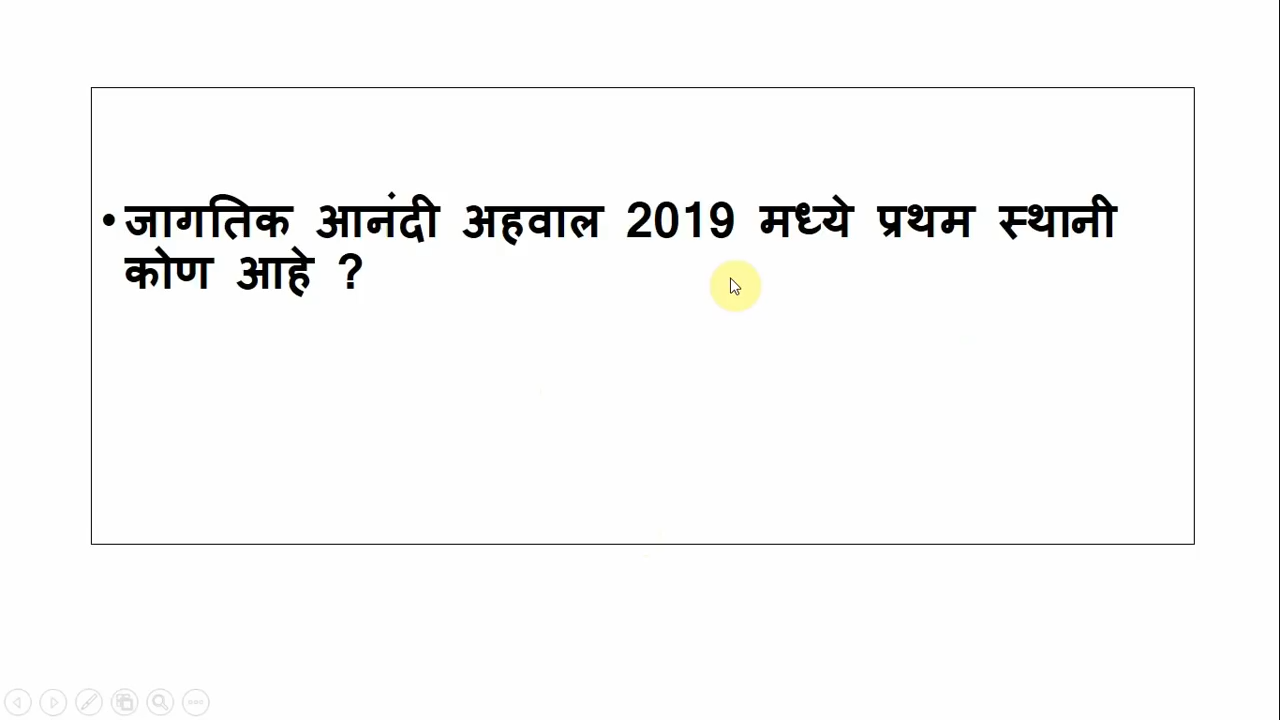 • जागतिक आनंदी अहवाल 2019 मध्ये प्रथम स्थानी
कोण आहे ?